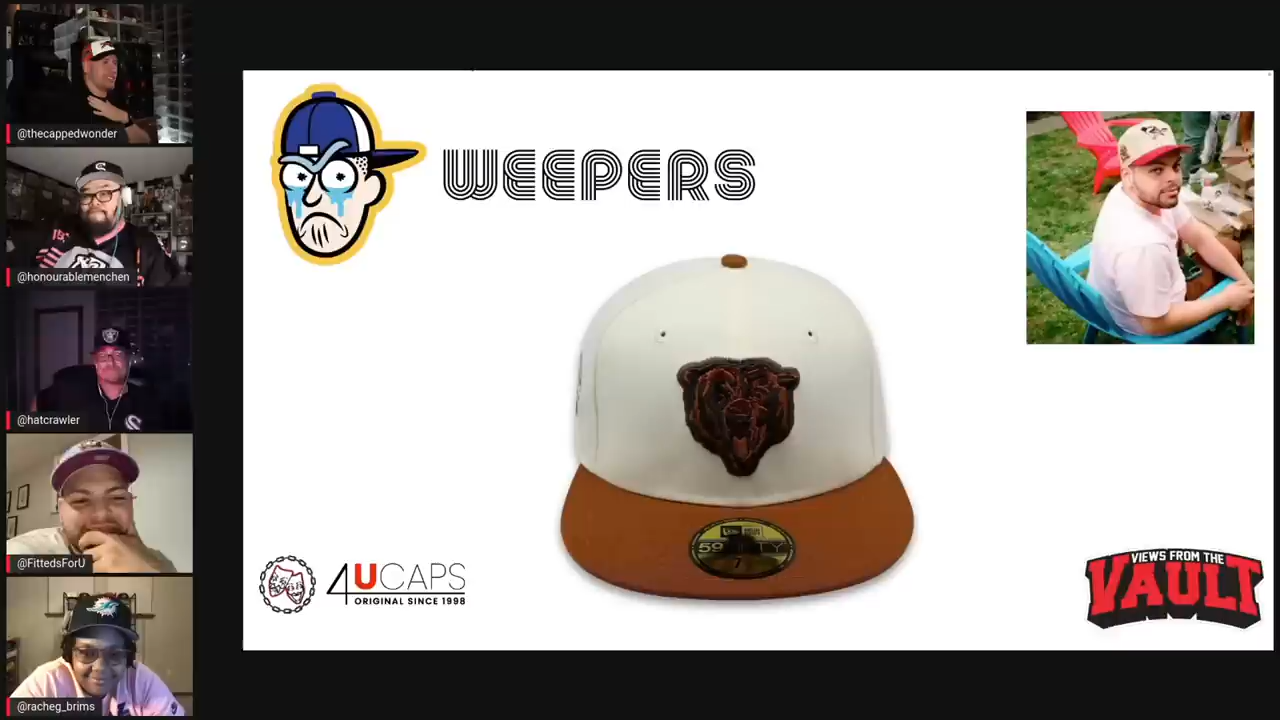 @thecappedwonder
@honourablemenchen
@hatcrawler
@FittedsForU
@racheg_brims
WEEPERS
4UCAPS
ORIGINAL SINCE 1998
VIEWS FROM THE
VAULT